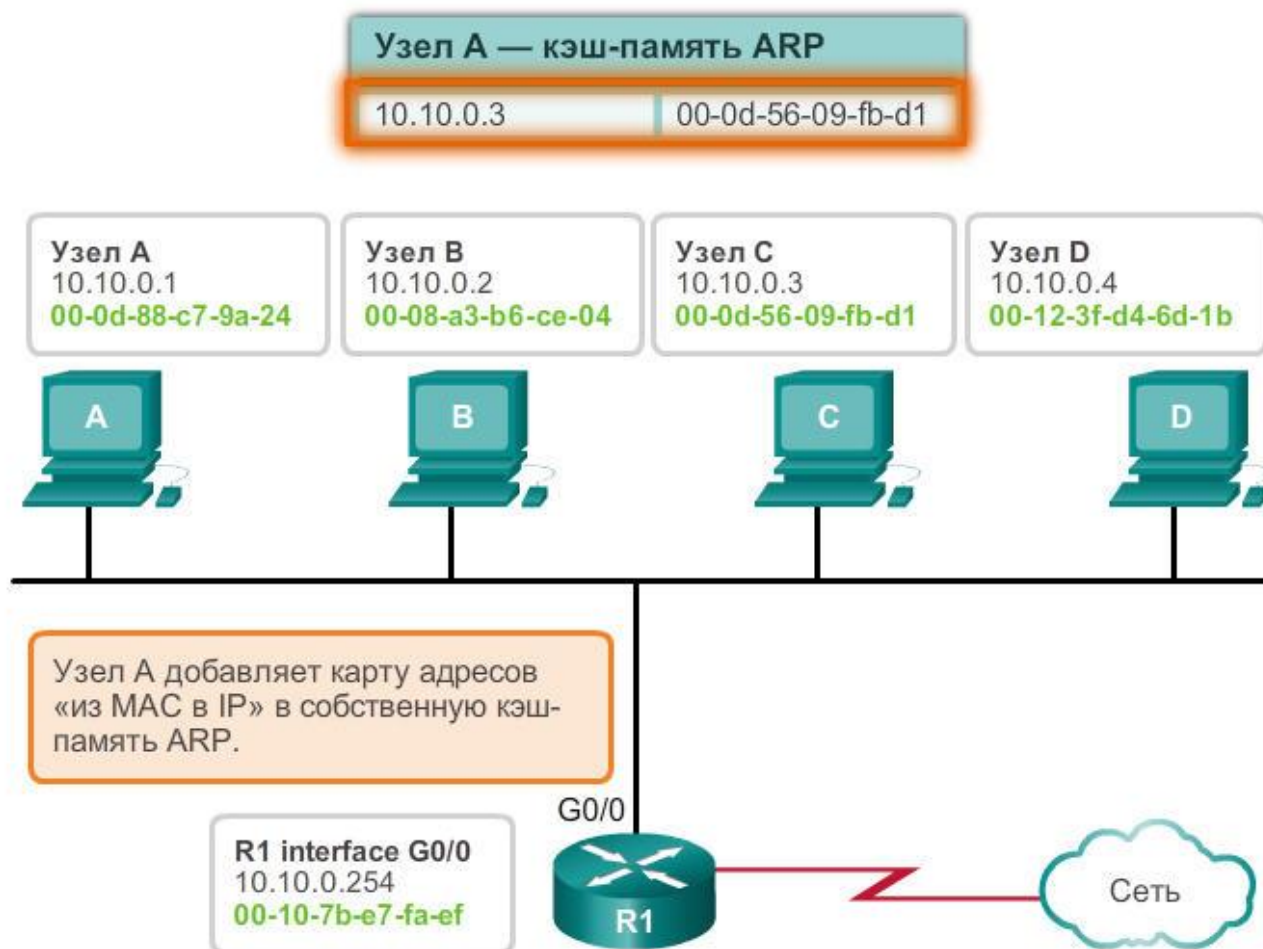 Узел A — кэш-память ARP
10.10.0.3 00-0d-56-09-fb-d1
Узел A
10.10.0.1
00-0d-88-c7-9a-24
Узел B
10.10.0.2
00-08-a3-b6-ce-04
Узел C
10.10.0.3
00-0d-56-09-fb-d1
Узел D
10.10.0.4
00-12-3f-d4-6d-1b
A
B
C
D
Узел A добавляет карту адресов
«из MAC в IP» в собственную кэш-
память ARP.
G0/0
R1 interface G0/0
10.10.0.254
00-10-7b-e7-fa-ef
R1
Сеть